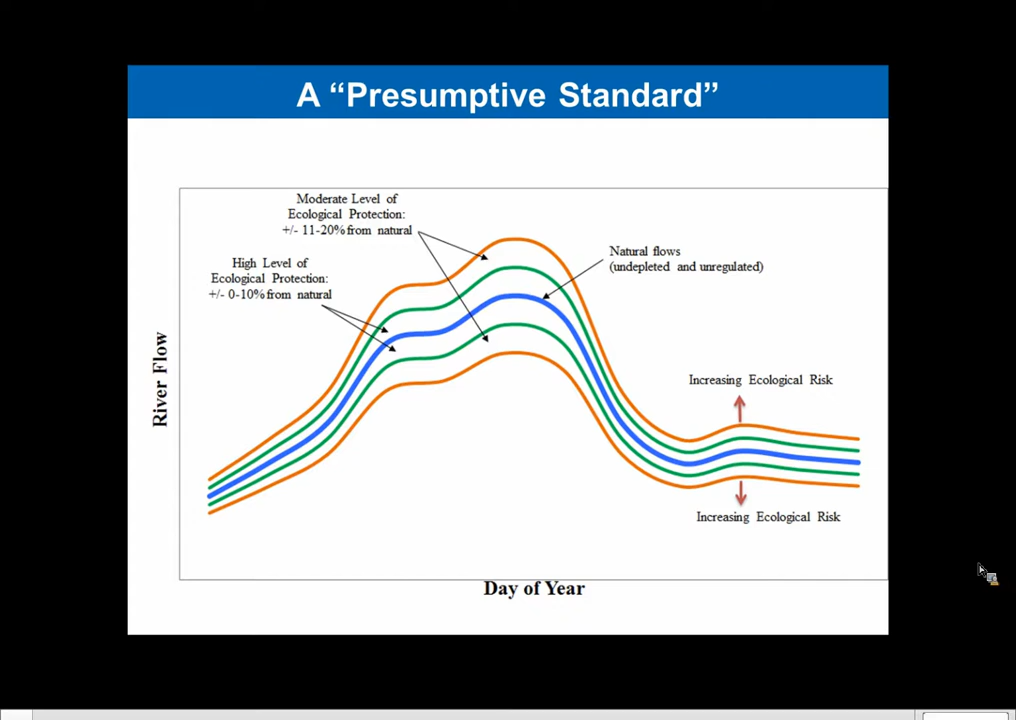 A “Presumptive Standard”
Moderate Level of
Ecological Protection:
+/- 11-20% from natural
High Level of
Ecological Protection:
+/- 0-10% from natural
Natural flows
(undepleted and unregulated)
River Flow
Increasing Ecological Risk
Increasing Ecological Risk
Day of Year